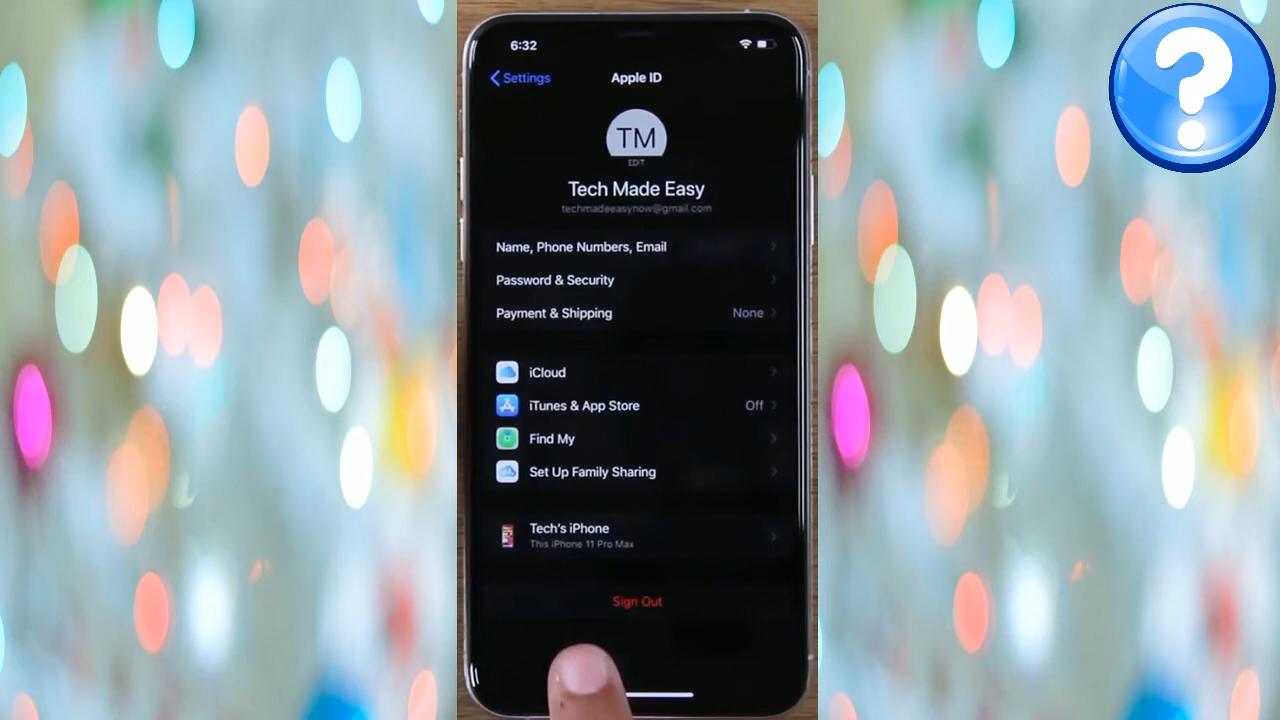 6:32
Settings
Apple ID
TM
EDIT
Tech Made Easy
techmadeeasynow@gmail.com
Name, Phone Numbers, Email
Password & Security
Payment & Shipping None
iCloud
iTunes & App Store Off
Find My
Set Up Family Sharing
Tech's iPhone
This iPhone 11 Pro Max
Sign Out
?